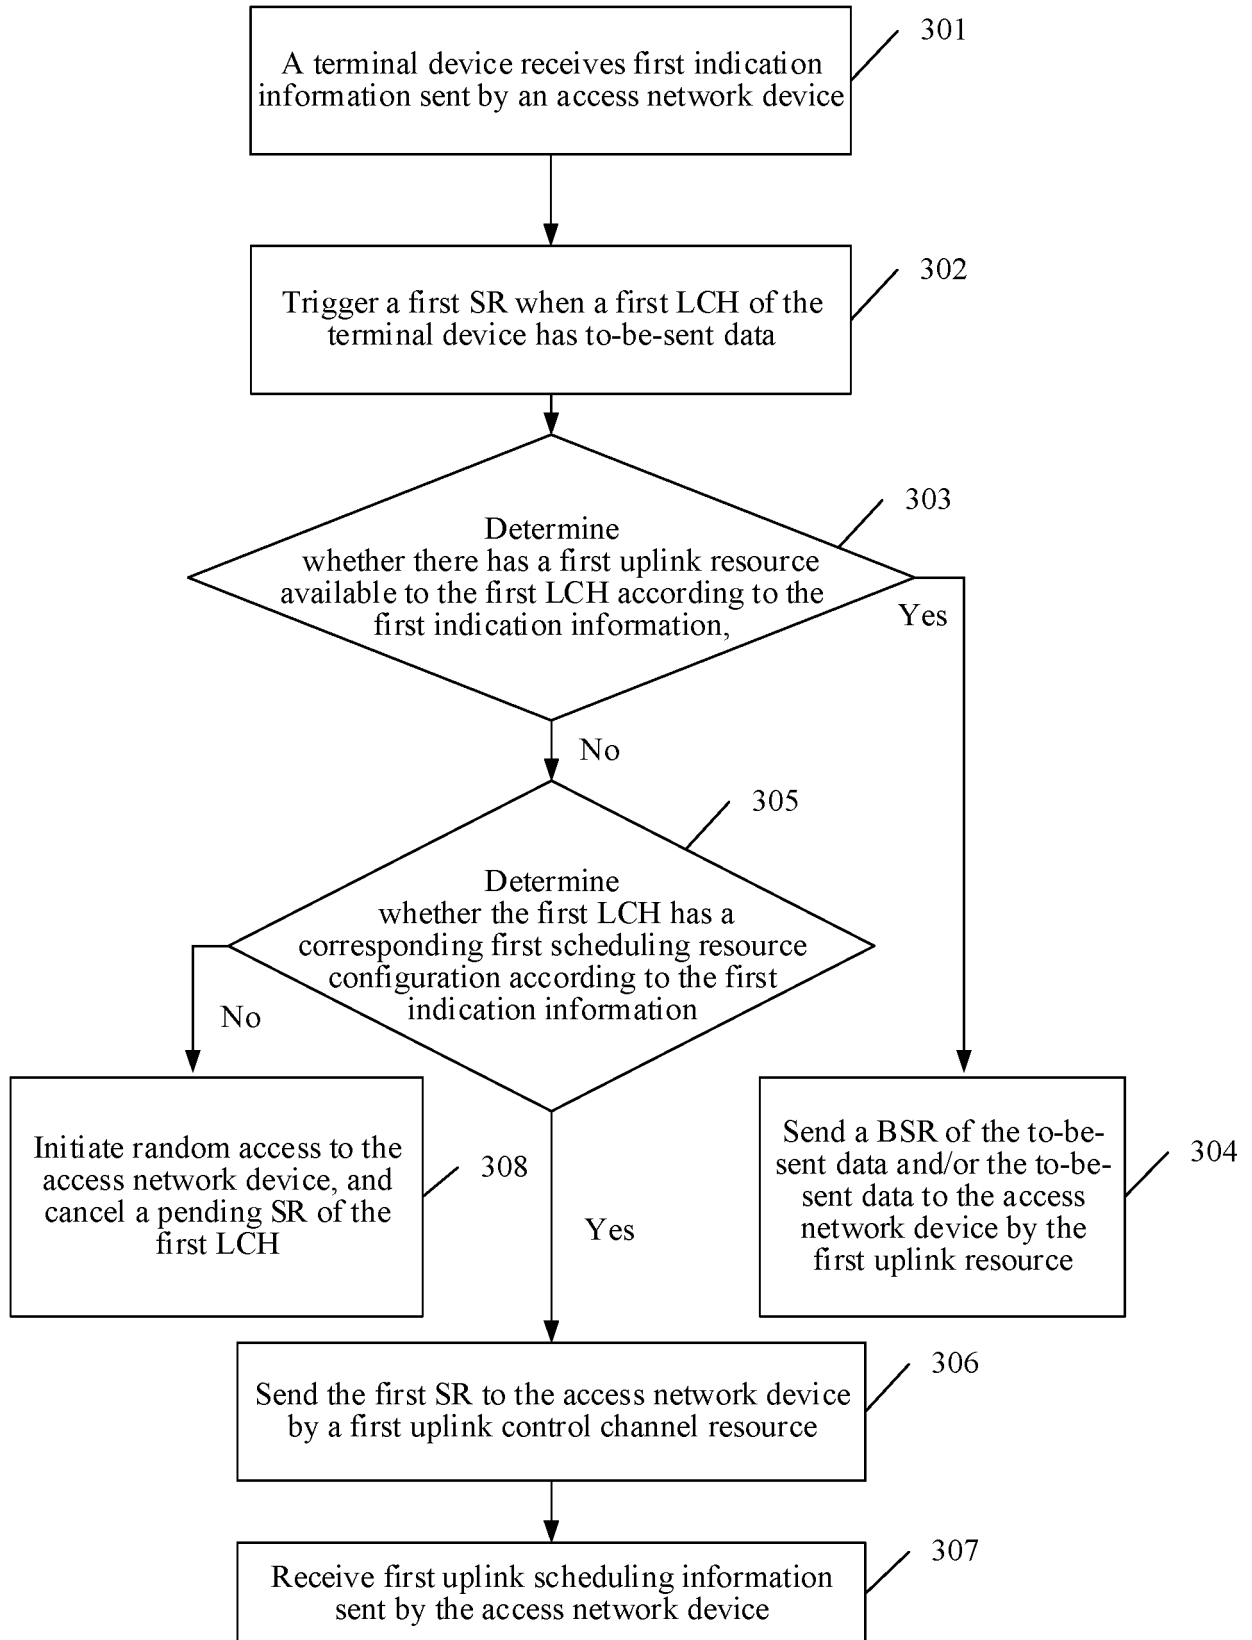 301
A terminal device receives first indication
information sent by an access network device
302
Trigger a first SR when a first LCH of the
terminal device has to-be-sent data
303
Determine
whether there has a first uplink resource
available to the first LCH according to the
first indication information,
Yes
No
305
Determine
whether the first LCH has a
corresponding first scheduling resource
configuration according to the first
indication information
No
Initiate random access to the
access network device, and
cancel a pending SR of the
first LCH
308
Yes
Send a BSR of the to-be-
sent data and/or the to-be-
sent data to the access
network device by the
first uplink resource
304
306
Send the first SR to the access network device
by a first uplink control channel resource
307
Receive first uplink scheduling information
sent by the access network device